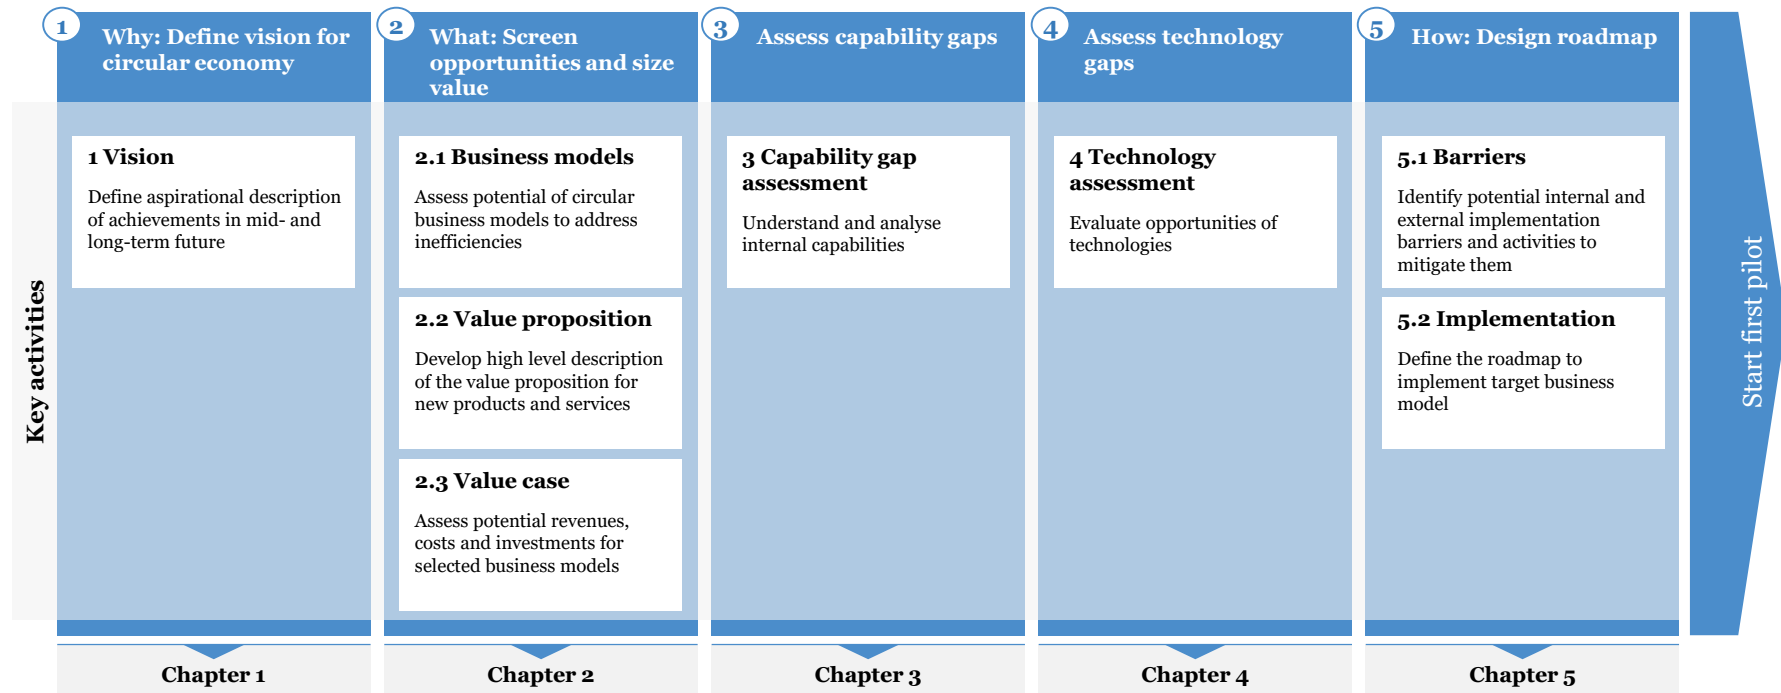 1
Why: Define vision for
circular economy
2
What: Screen
opportunities and size
value
3
Assess capability gaps
4
Assess technology
gaps
5
How: Design roadmap
Key activities
1 Vision
Define aspirational description
of achievements in mid- and
long-term future
2.1 Business models
Assess potential of circular
business models to address
inefficiencies
2.2 Value proposition
Develop high level description
of the value proposition for
new products and services
2.3 Value case
Assess potential revenues,
costs and investments for
selected business models
3 Capability gap
assessment
Understand and analyse
internal capabilities
4 Technology
assessment
Evaluate opportunities of
technologies
5.1 Barriers
Identify potential internal and
external implementation
barriers and activities to
mitigate them
5.2 Implementation
Define the roadmap to
implement target business
model
Start first pilot
Chapter 1
Chapter 2
Chapter 3
Chapter 4
Chapter 5